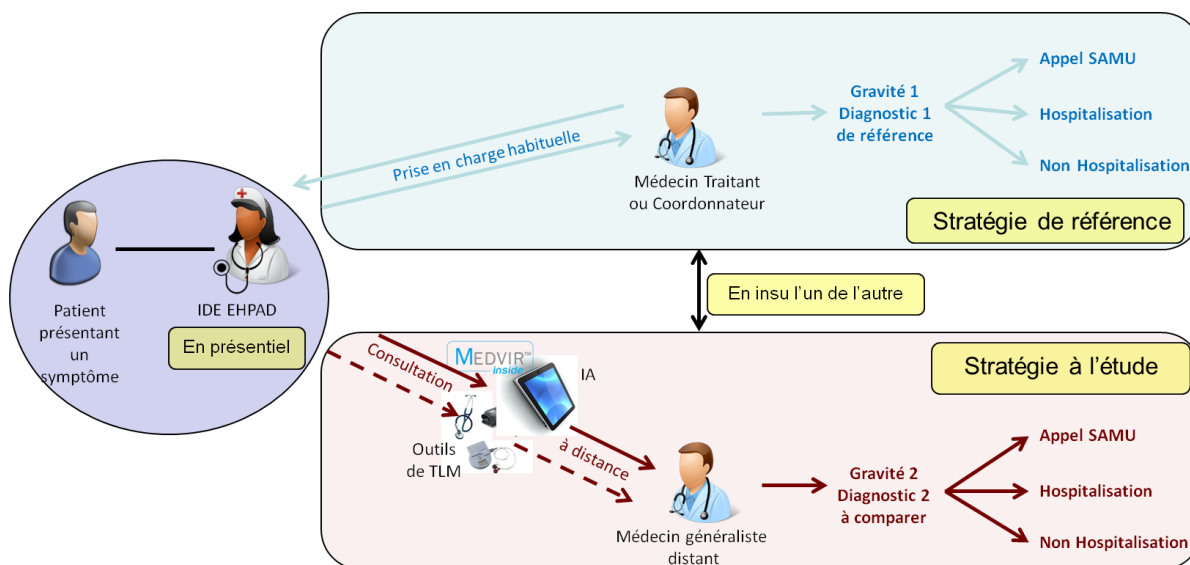 Appel SAMU
Gravité 1
Diagnostic 1
de référence
Hospitalisation
Non Hospitalisation
Prise en charge habituelle
Médecin Traitant
ou Coordonnateur
Stratégie de référence
Patient
présentant
un
symptôme
IDE EHPAD
En présentiel
En insu l'un de l'autre
Stratégie à l'étude
Consultation
MEDVIR™
inside
IA
Outils
de TLM
à distance
Médecin généraliste
distant
Gravité 2
Diagnostic 2
à comparer
Appel SAMU
Hospitalisation
Non Hospitalisation